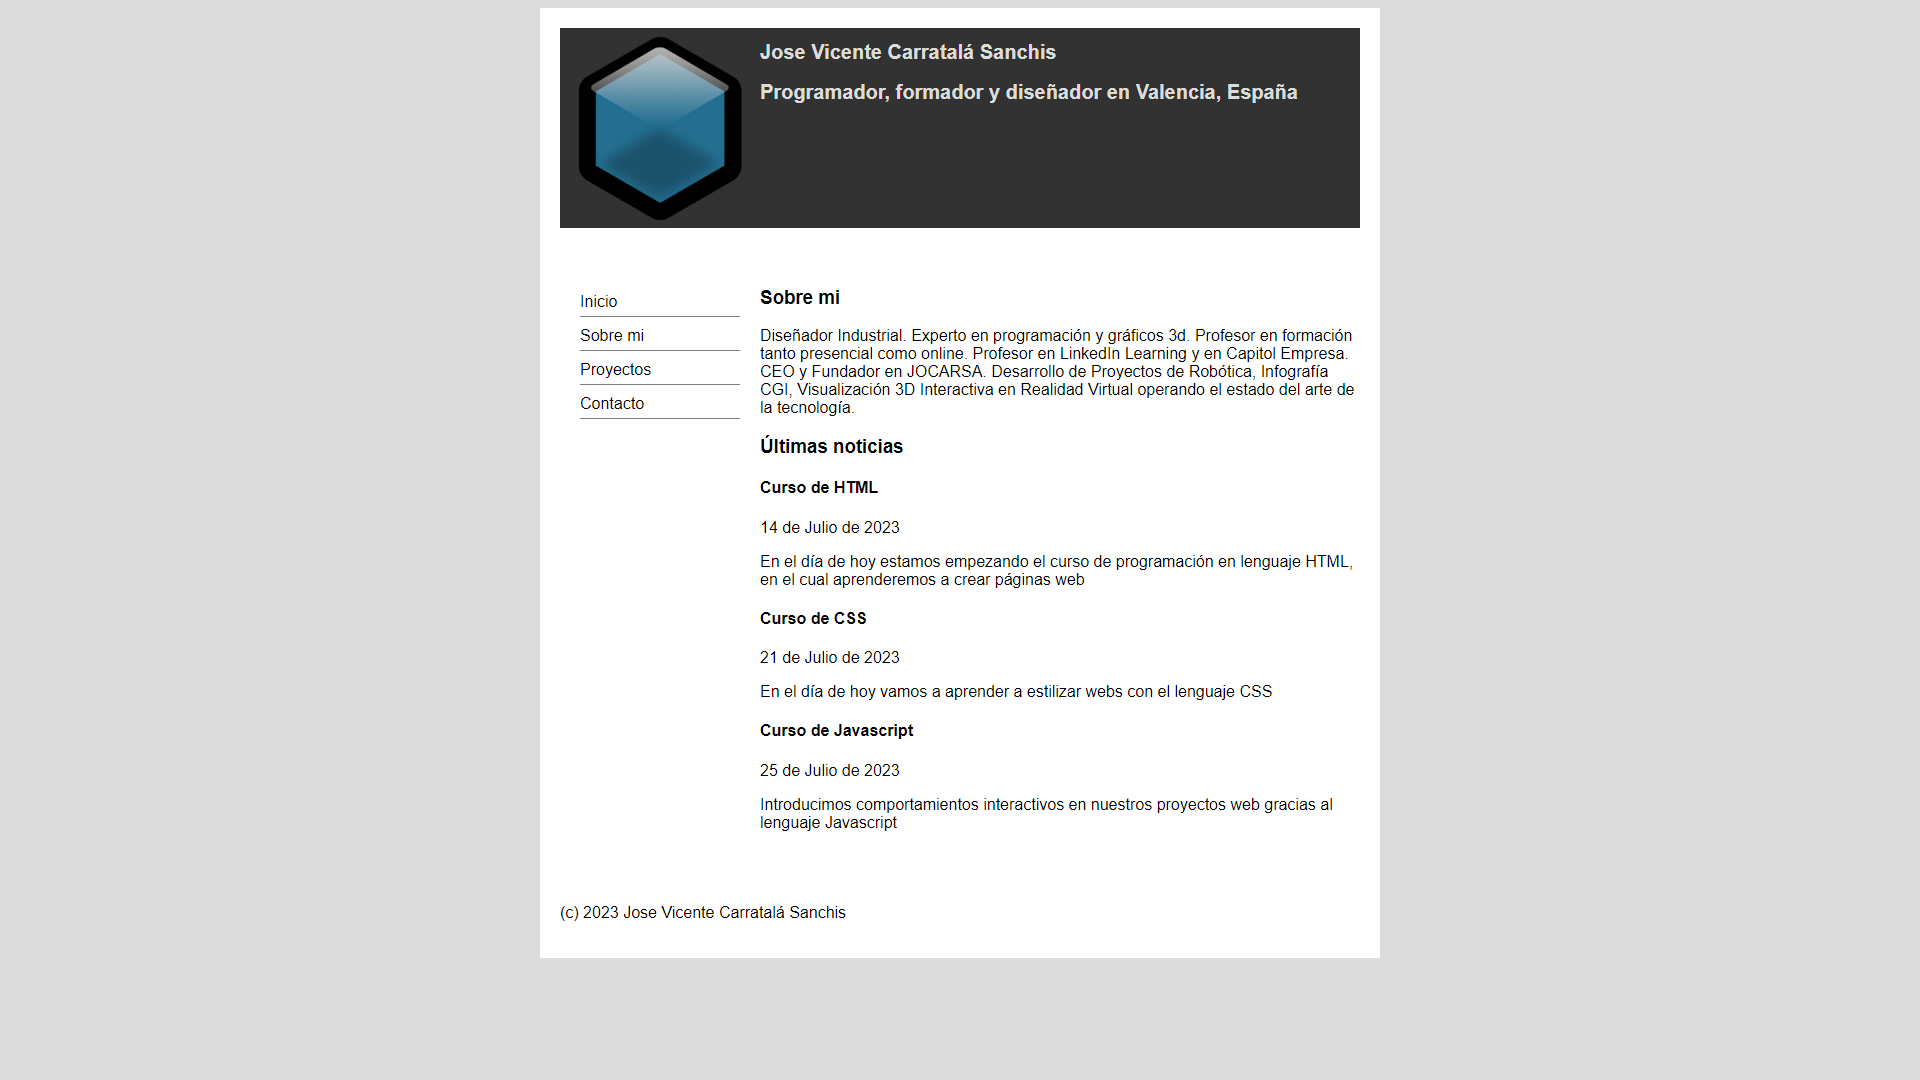 Jose Vicente Carratalá Sanchis
Programador, formador y diseñador en Valencia, España
Inicio
Sobre mi
Proyectos
Contacto
Sobre mi
Diseñador Industrial. Experto en programación y gráficos 3d. Profesor en formación
tanto presencial como online. Profesor en LinkedIn Learning y en Capitol Empresa.
CEO y Fundador en JOCARSA. Desarrollo de Proyectos de Robótica, Infografía
CGI, Visualización 3D Interactiva en Realidad Virtual operando el estado del arte de
la tecnología.
Últimas noticias
Curso de HTML
14 de Julio de 2023
En el día de hoy estamos empezando el curso de programación en lenguaje HTML,
en el cual aprenderemos a crear páginas web
Curso de CSS
21 de Julio de 2023
En el día de hoy vamos a aprender a estilizar webs con el lenguaje CSS
Curso de Javascript
25 de Julio de 2023
Introducimos comportamientos interactivos en nuestros proyectos web gracias al
lenguaje Javascript
(c) 2023 Jose Vicente Carratalá Sanchis